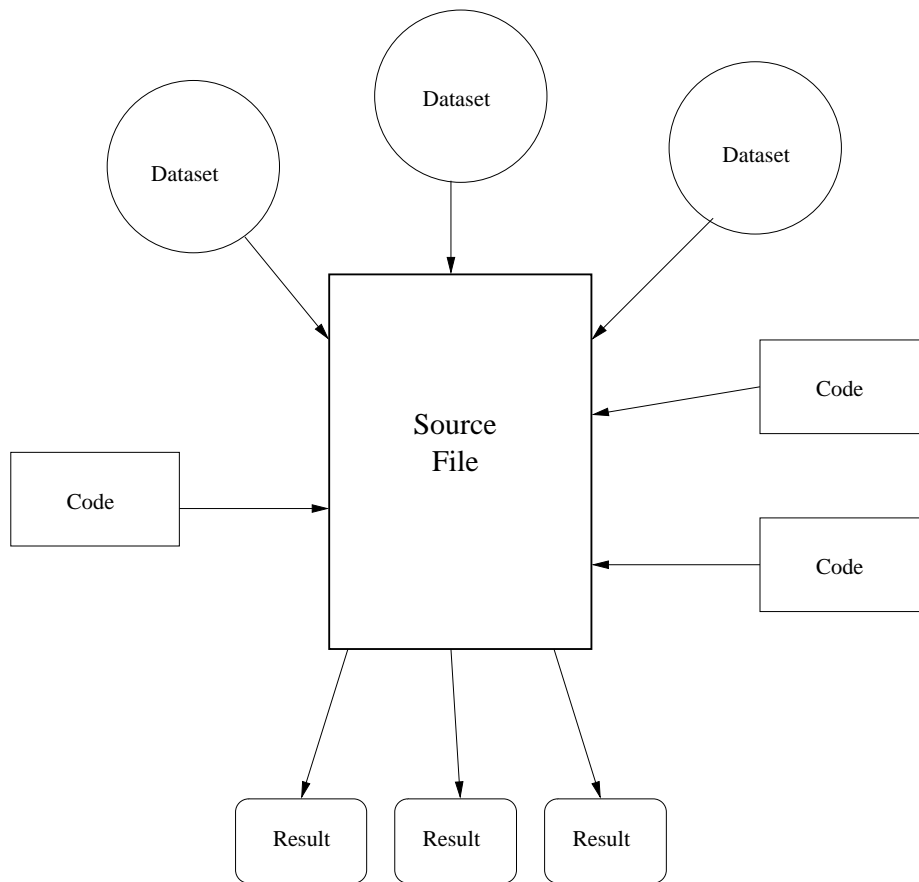 Dataset
Dataset
Dataset
Code
Source
File
Code
Code
Result
Result
Result